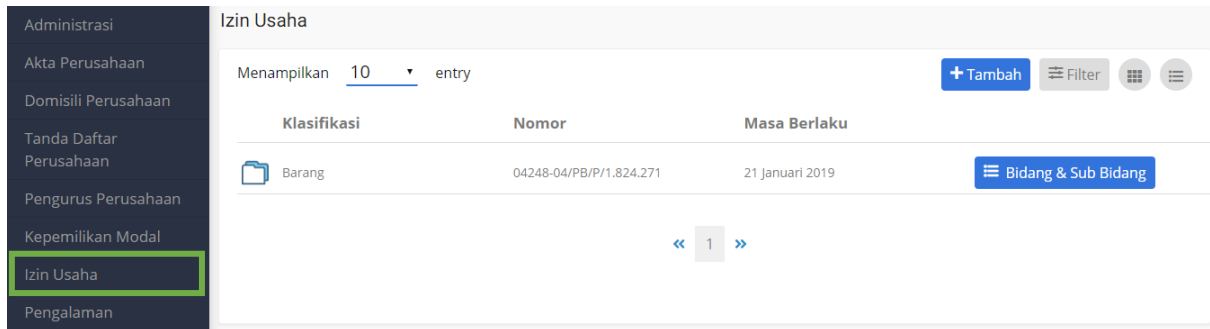 Administrasi
Akta Perusahaan
Domisili Perusahaan
Tanda Daftar
Perusahaan
Pengurus Perusahaan
Kepemilikan Modal
Izin Usaha
Pengalaman
Izin Usaha
Menampilkan 10 entry
+ Tambah Filter
Klasifikasi Nomor Masa Berlaku
Barang 04248-04/PB/P/1.824.271 21 Januari 2019 Bidang & Sub Bidang
« 1 »